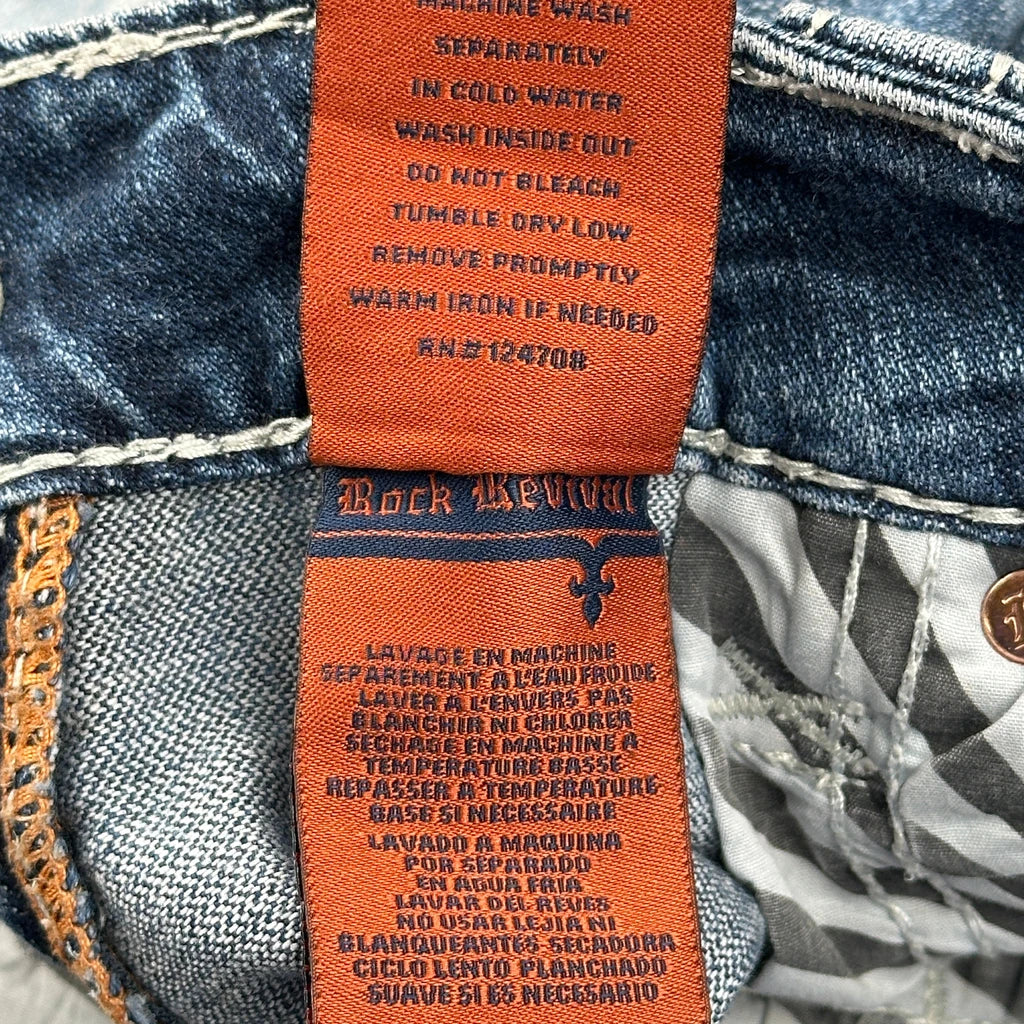 MACHINE WASH
SEPARATELY
IN COLD WATER
WASH INSIDE OUT
DO NOT BLEACH
TUMBLE DRY LOW
REMOVE PROMPTLY
WARM IRON IF NEEDED
RN # 124708
Rock Revival
LAVAGE EN MACHINE
SEPAREMENT A L'EAU FROIDE
LAVER A L'ENVERS PAS
BLANCHIR NI CHLORER
SECHAGE EN MACHINE A
TEMPERATURE BASSE
REPASSER A TEMPERATURE
BASE SI NECESSAIRE
LAVADO A MAQUINA
POR SEPARADO
EN AGUA FRIA
LAVAR DEL REVES
NO USAR LEJIA NI
BLANQUEANTES SECADORA
CICLO LENTO PLANCHADO
SUAVE SI ES NECESARIO